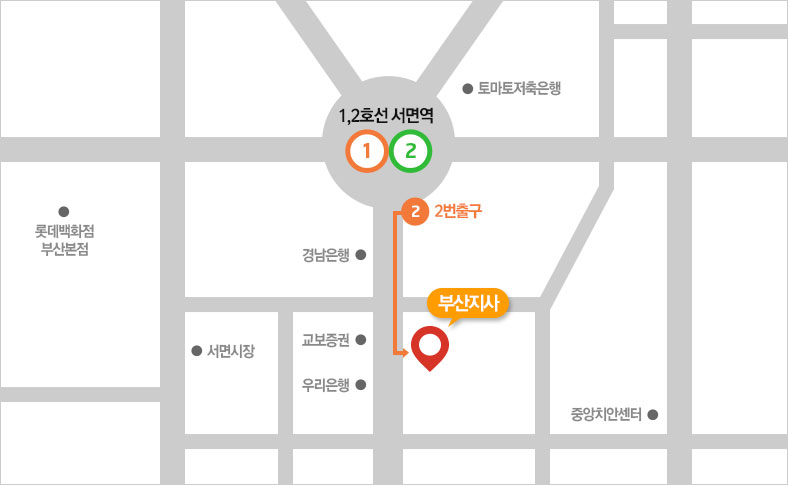 토마토저축은행
1,2호선 서면역
1
2
2
2번출구
롯데백화점
부산본점
경남은행
부산지사
교보증권
서면시장
우리은행
중앙치안센터